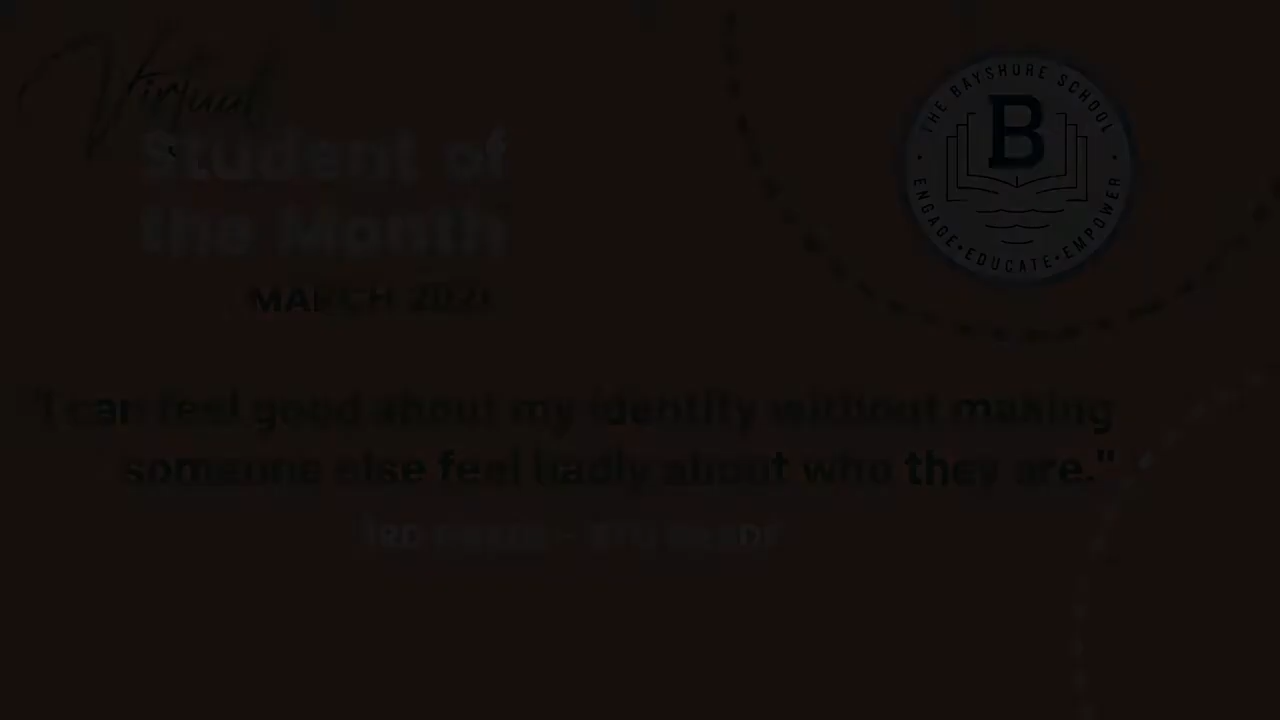 Virtual
Student of
the Month
MARCH 2021
THE BAYSHORE SCHOOL
B
ENGAGE • EDUCATE • EMPOWER
"I can feel good about my identity without making
someone else feel badly about who they are."
3RD GRADE - 8TH GRADE